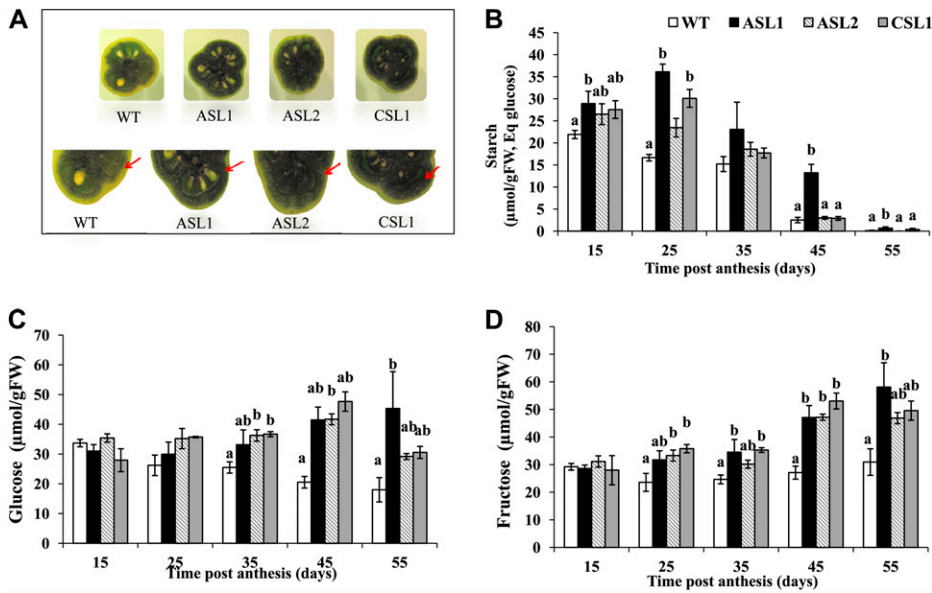 A
WT ASL1 ASL2 CSL1
WT ASL1 ASL2 CSL1
B
WT ASL1 ASL2 CSL1
Starch
(µmol/gFW, Eq glucose)
45
40
35
30
25
20
15
10
5
0
a b ab ab
a b b
b
a a a
a b a a
15 25 35 45 55
Time post anthesis (days)
C
Glucose (µmol/gFW)
70
60
50
40
30
20
10
0
a ab b b
a ab b ab
a b ab ab
15 25 35 45 55
Time post anthesis (days)
D
Fructose (µmol/gFW)
80
70
60
50
40
30
20
10
0
a ab b b
a b ab b
a b b b
a b ab ab
15 25 35 45 55
Time post anthesis (days)